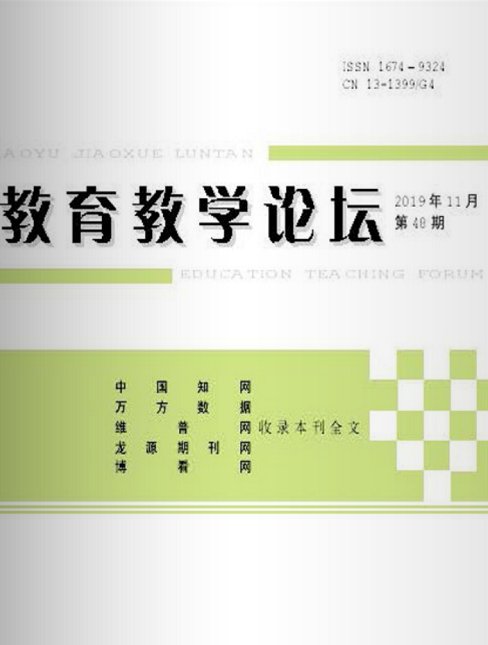 ISSN 1674-9324
CN 13-1399/G4
AOYU JIAOXUE LUNTAN
教育教学论坛
2019年11月
第48期
EDUCATION TEACHING FORUM
中国知网
万方数据
维普网
龙源期刊网
博看网
收录本刊全文